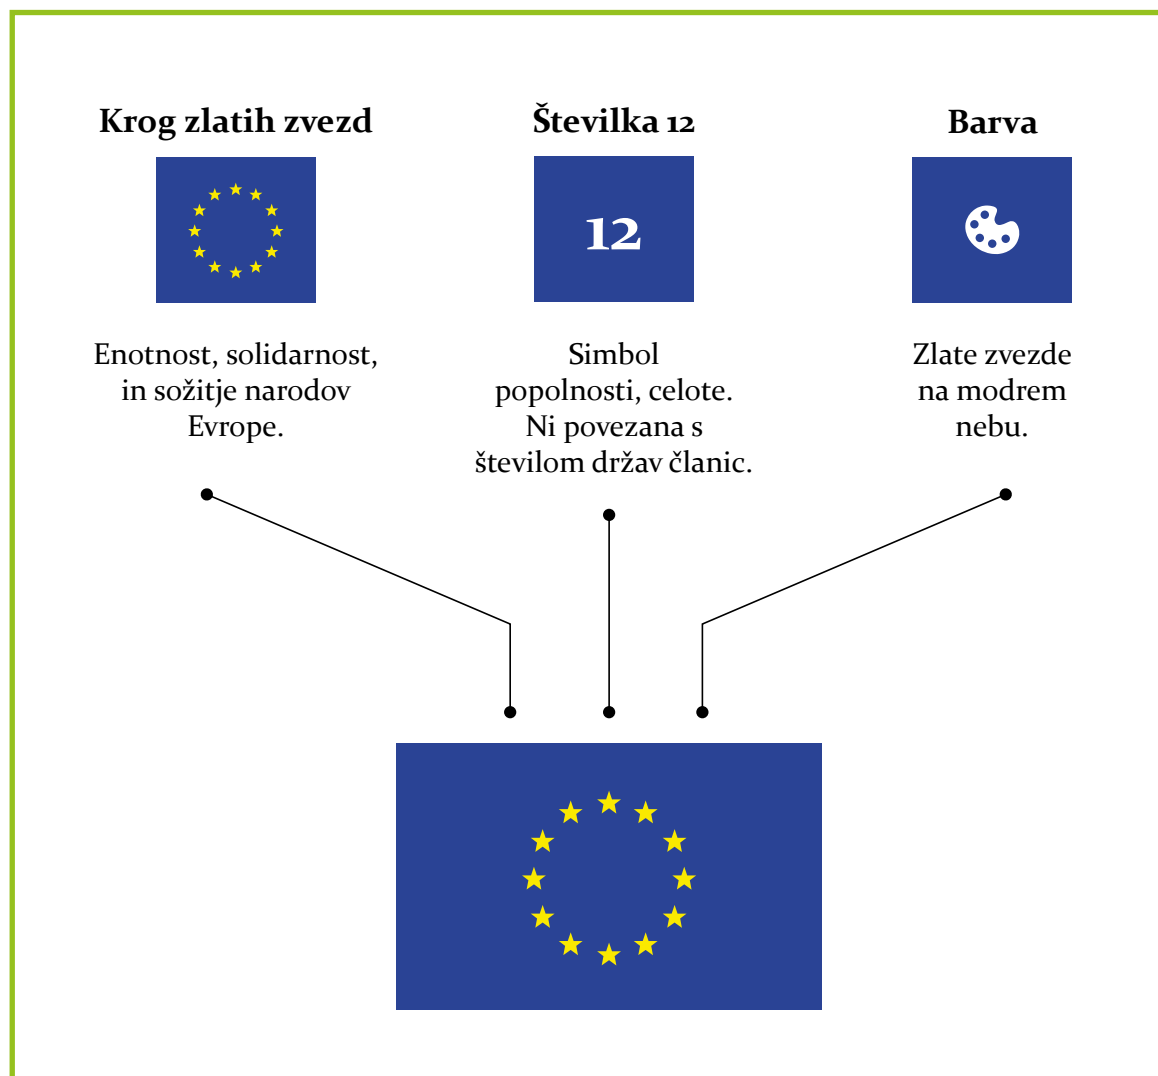 Krog zlatih zvezd
Enotnost, solidarnost,
in sožitje narodov
Evrope.
Številka 12
12
Simbol
popolnosti, celote.
Ni povezana s
številom držav članic.
Barva
Zlate zvezde
na modrem
nebu.